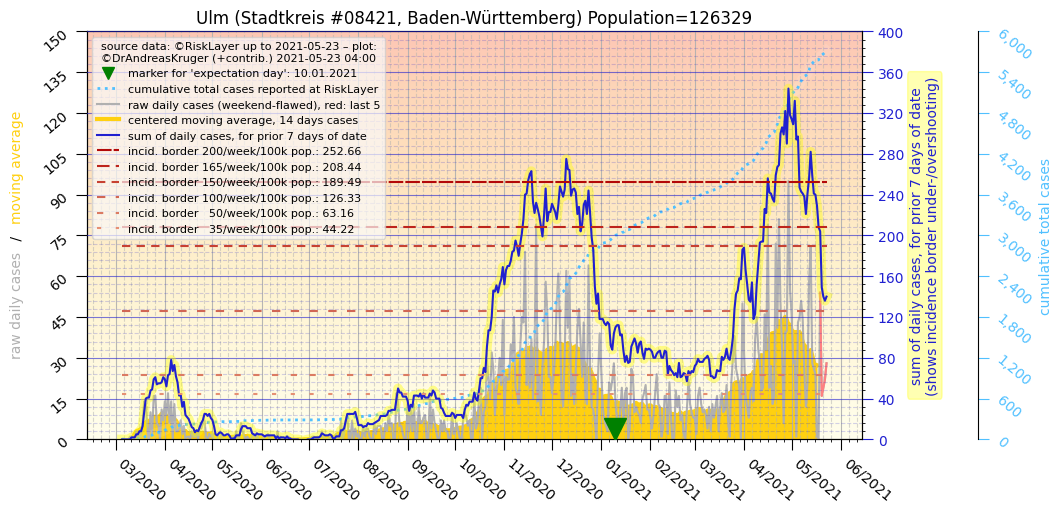 Ulm (Stadtkreis #08421, Baden-Württemberg) Population=126329
source data: ©RiskLayer up to 2021-05-23 – plot:
©DrAndreasKruger (+contrib.) 2021-05-23 04:00
marker for 'expectation day': 10.01.2021
cumulative total cases reported at RiskLayer
raw daily cases (weekend-flawed), red: last 5
centered moving average, 14 days cases
sum of daily cases, for prior 7 days of date
incid. border 200/week/100k pop.: 252.66
incid. border 165/week/100k pop.: 208.44
incid. border 150/week/100k pop.: 189.49
incid. border 100/week/100k pop.: 126.33
incid. border   50/week/100k pop.: 63.16
incid. border   35/week/100k pop.: 44.22
raw daily cases / moving average
150
135
120
105
90
75
60
45
30
15
0
03/2020
04/2020
05/2020
06/2020
07/2020
08/2020
09/2020
10/2020
11/2020
12/2020
01/2021
02/2021
03/2021
04/2021
05/2021
06/2021
400
360
320
280
240
200
160
120
80
40
0
sum of daily cases, for prior 7 days of date
(shows incidence border under-/overshooting)
6,000
5,400
4,800
4,200
3,600
3,000
2,400
1,800
1,200
600
0
cumulative total cases